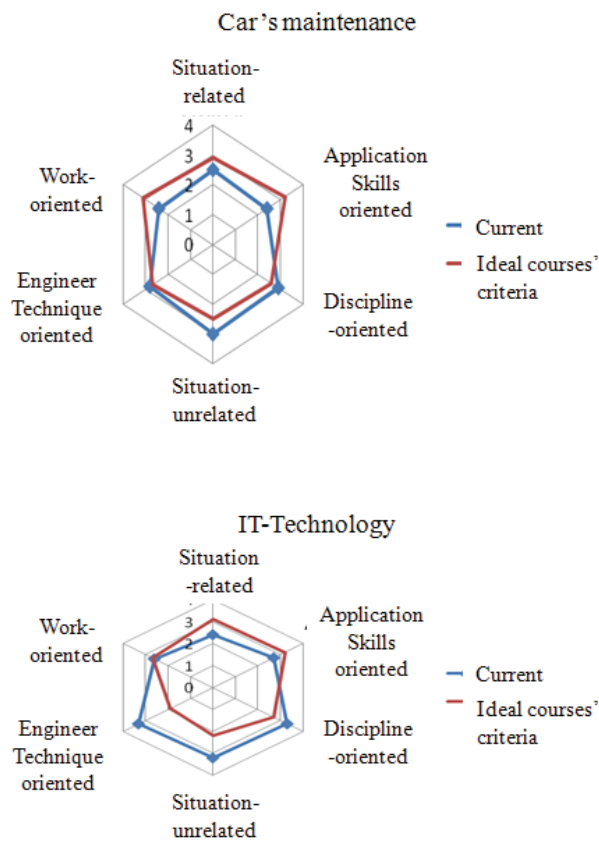 Car's maintenance
Situation-
related
4
3
2
1
0
Work-
oriented
Application
Skills
oriented
Engineer
Technique
oriented
Discipline
-oriented
Situation-
unrelated
Current
Ideal courses'
criteria
IT-Technology
Situation
-related
3
2
1
0
Work-
oriented
Application
Skills
oriented
Engineer
Technique
oriented
Discipline
-oriented
Situation-
unrelated
Current
Ideal courses'
criteria